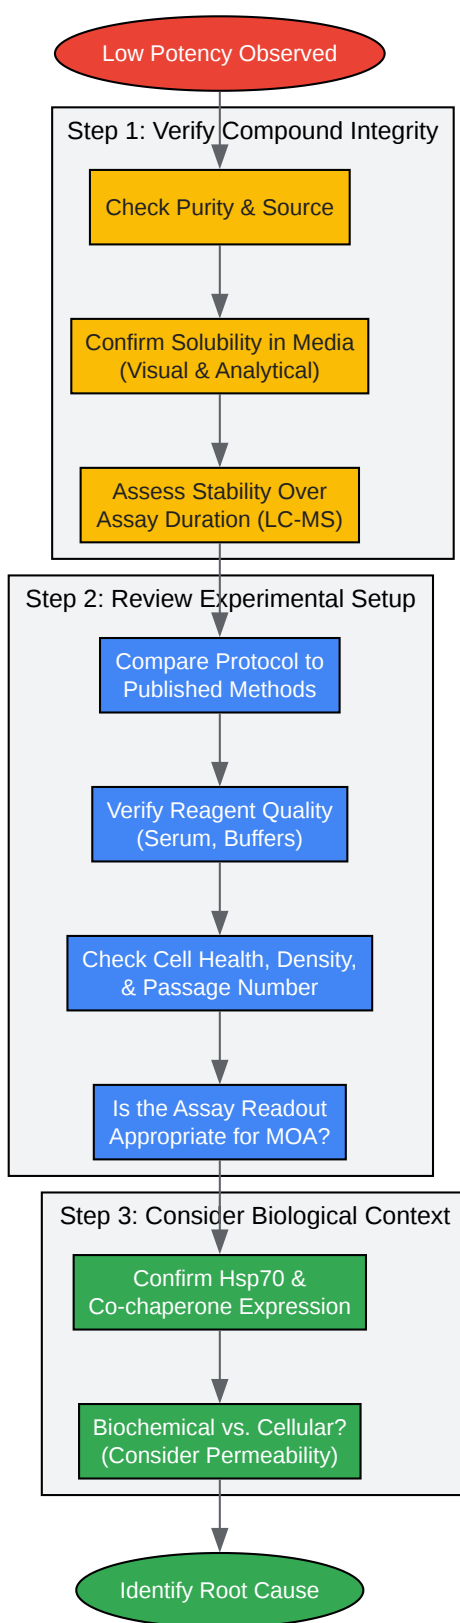 Low Potency Observed
Step 1: Verify Compound Integrity
Check Purity & Source
Confirm Solubility in Media
(Visual & Analytical)
Assess Stability Over
Assay Duration (LC-MS)
Step 2: Review Experimental Setup
Compare Protocol to
Published Methods
Verify Reagent Quality
(Serum, Buffers)
Check Cell Health, Density,
& Passage Number
Is the Assay Readout
Appropriate for MOA?
Step 3: Consider Biological Context
Confirm Hsp70 &
Co-chaperone Expression
Biochemical vs. Cellular?
(Consider Permeability)
Identify Root Cause